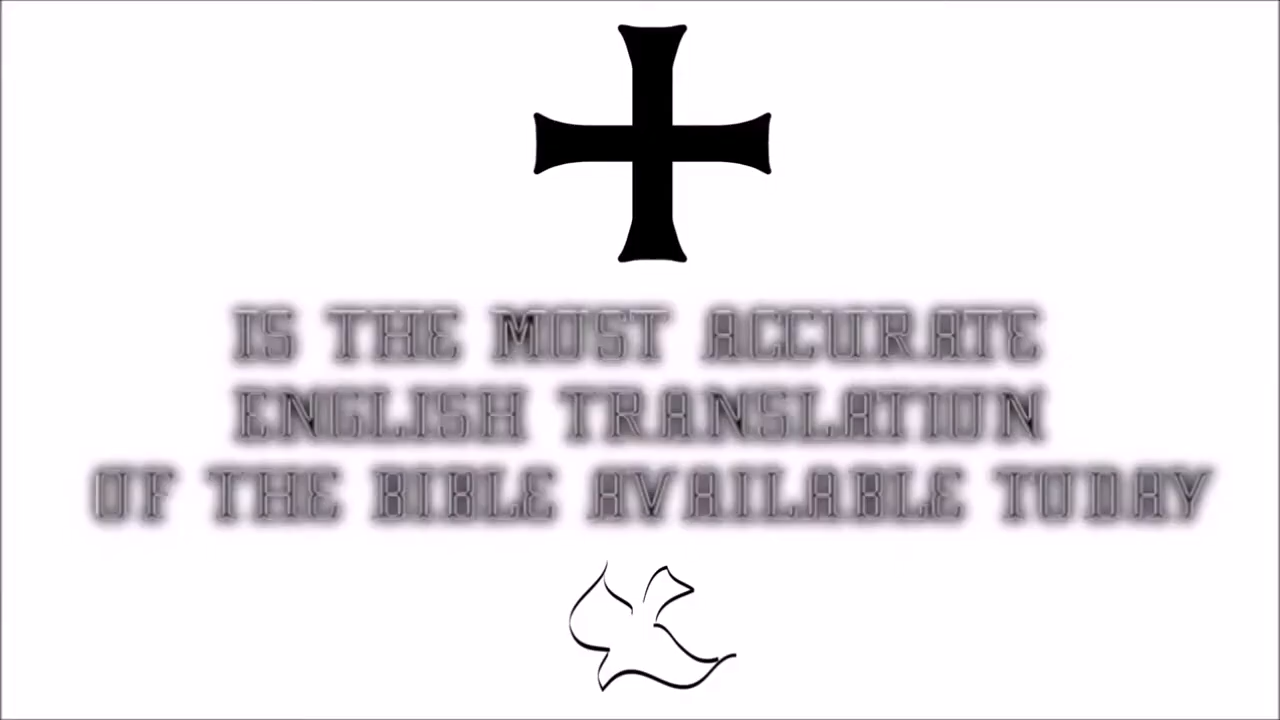 IS THE MOST ACCURATE
ENGLISH TRANSLATION
OF THE BIBLE AVAILABLE TODAY